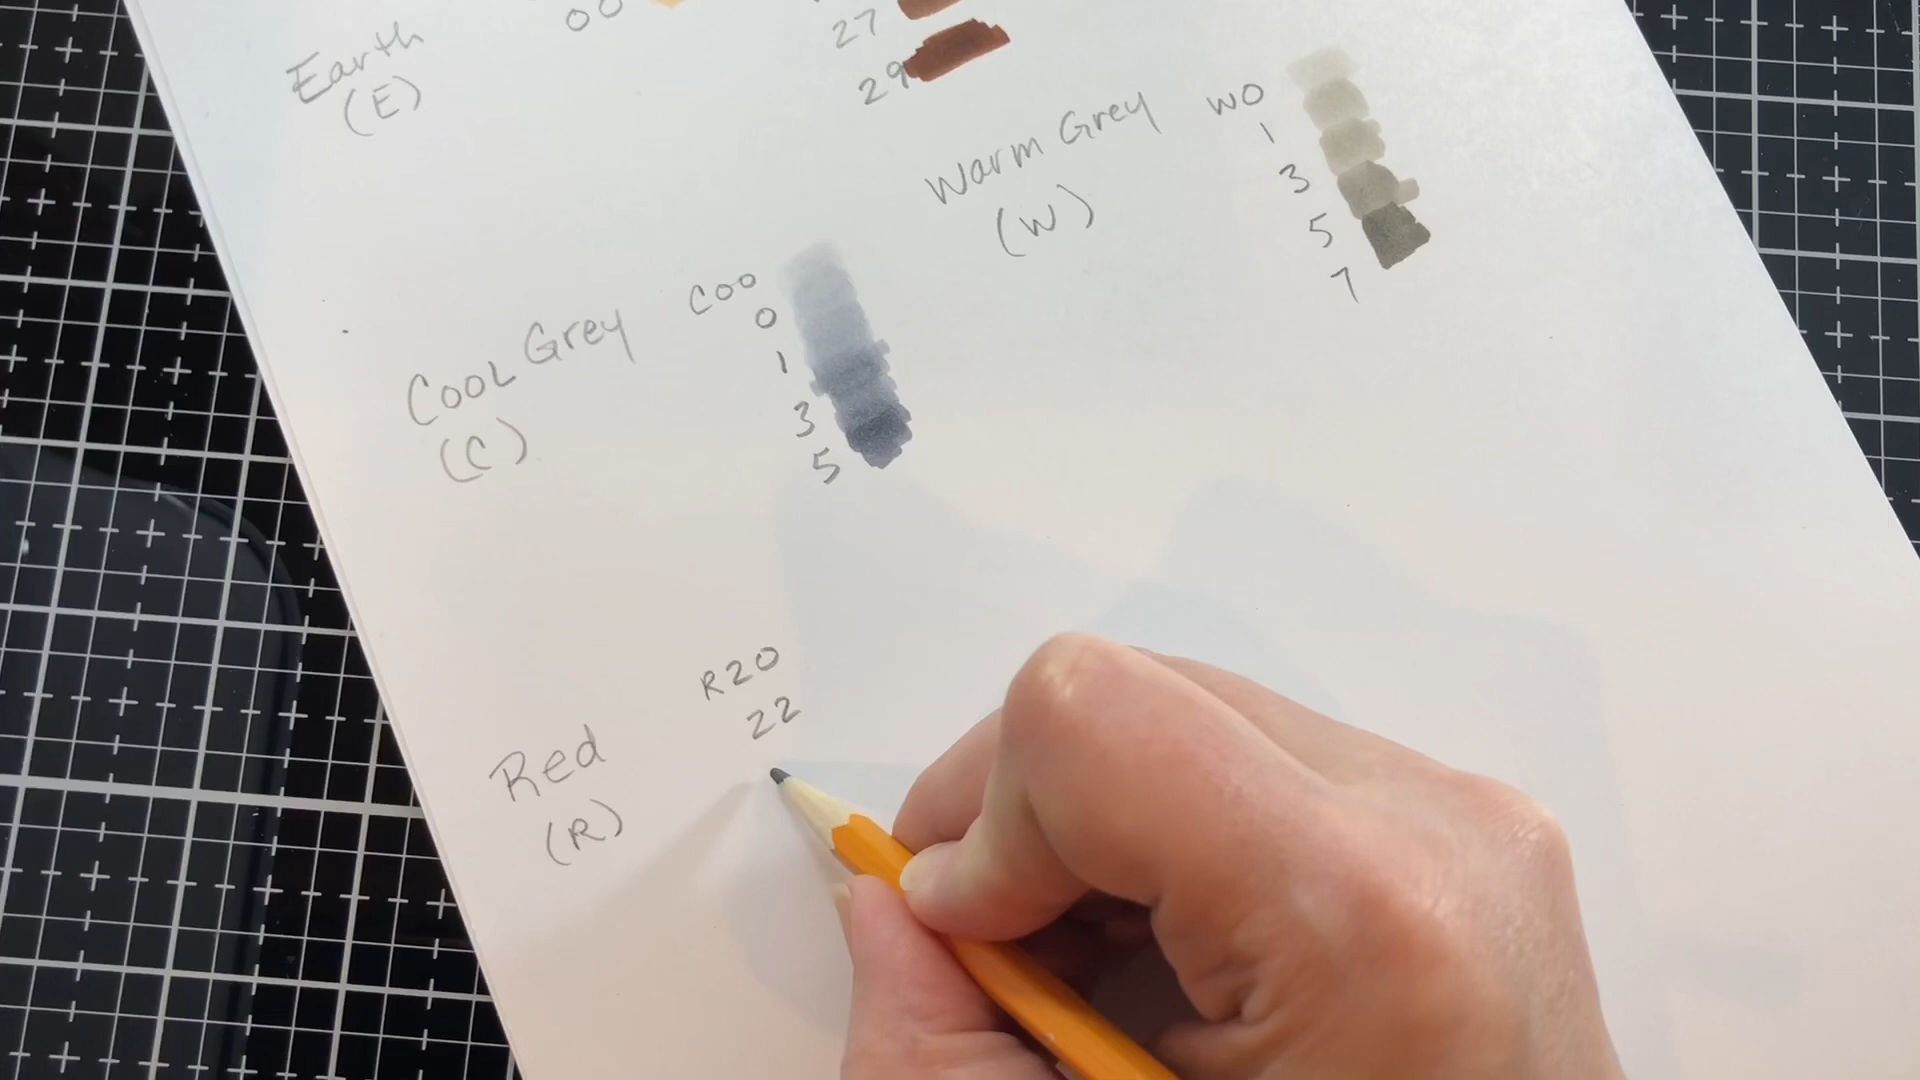 Earth
(E)
00
27
29
Warm Grey
(W)
W0
1
3
5
7
Cool Grey
(C)
C00
0
1
3
5
Red
(R)
R20
22